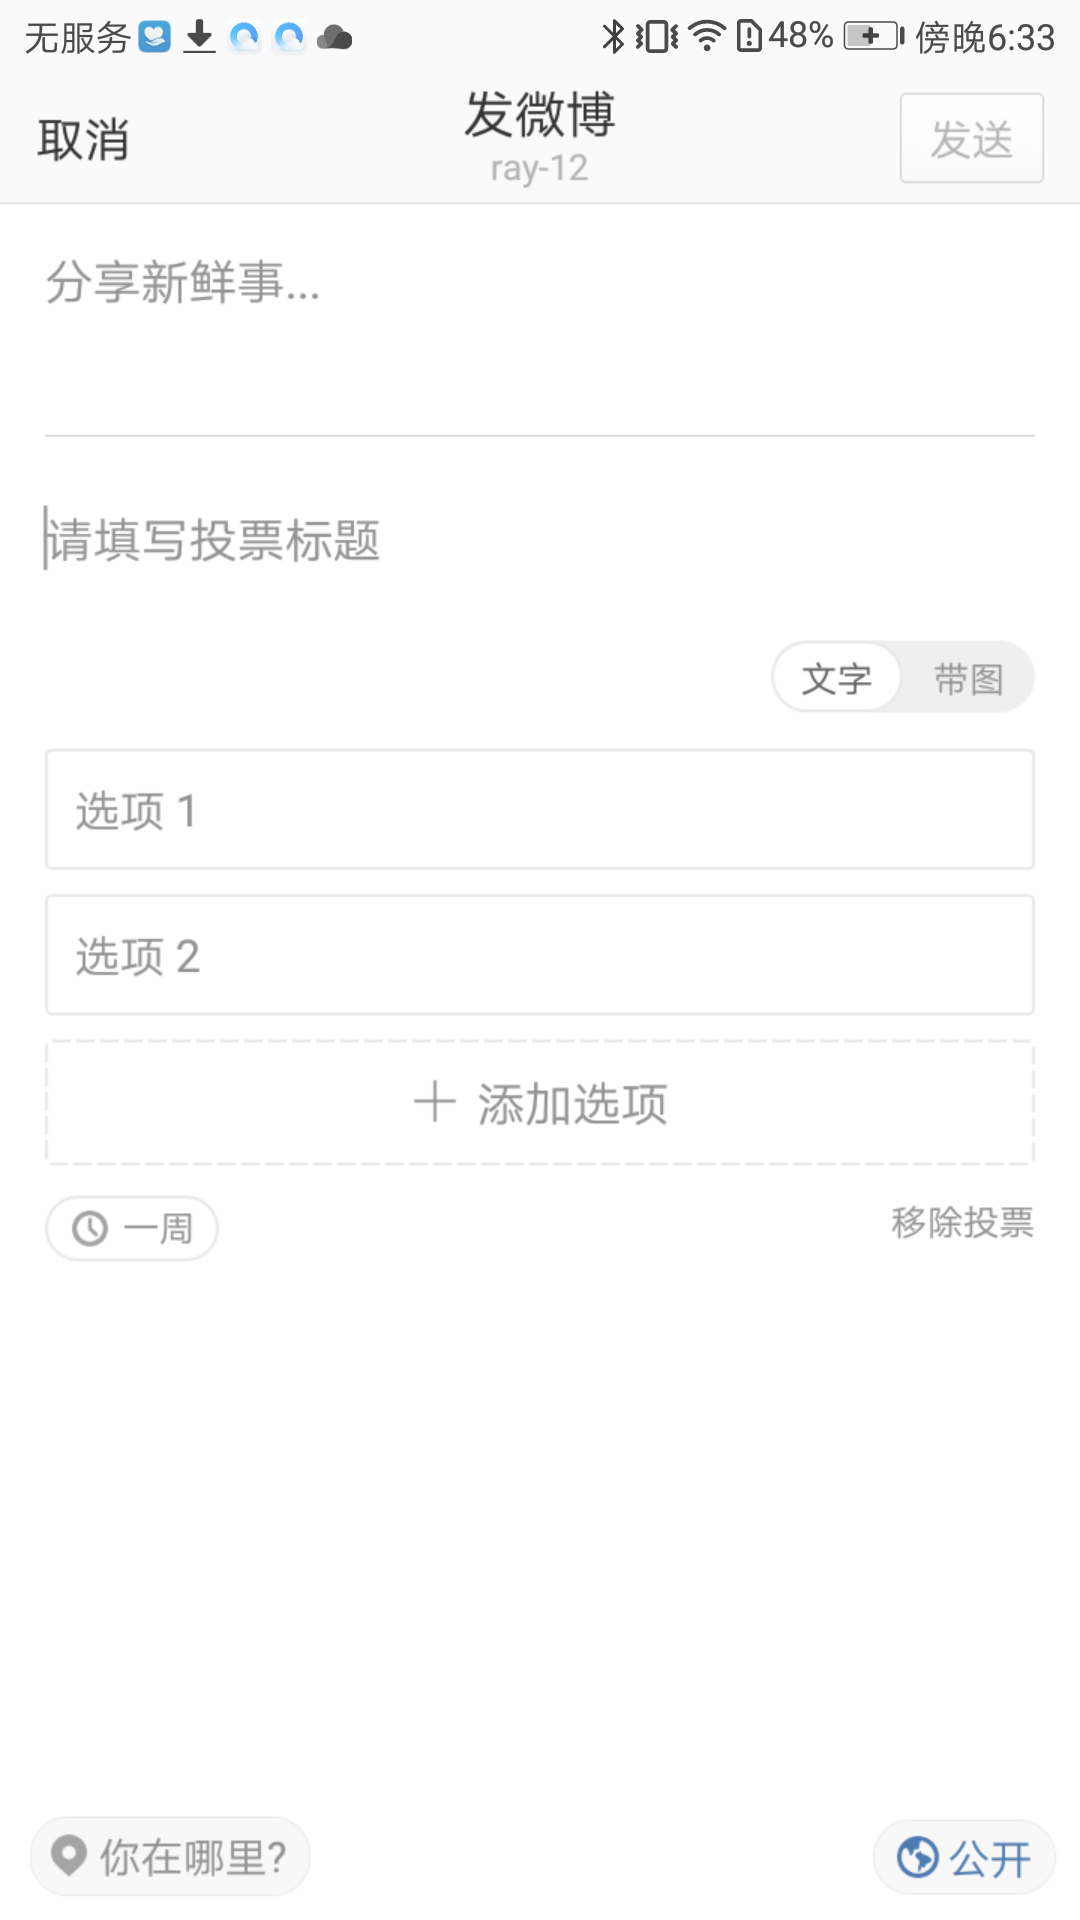 无服务 48% 傍晚6:33
取消 发微博 发送
ray-12
分享新鲜事...
请填写投票标题
文字 带图
选项 1
选项 2
添加选项
一周 移除投票
你在哪里? 公开